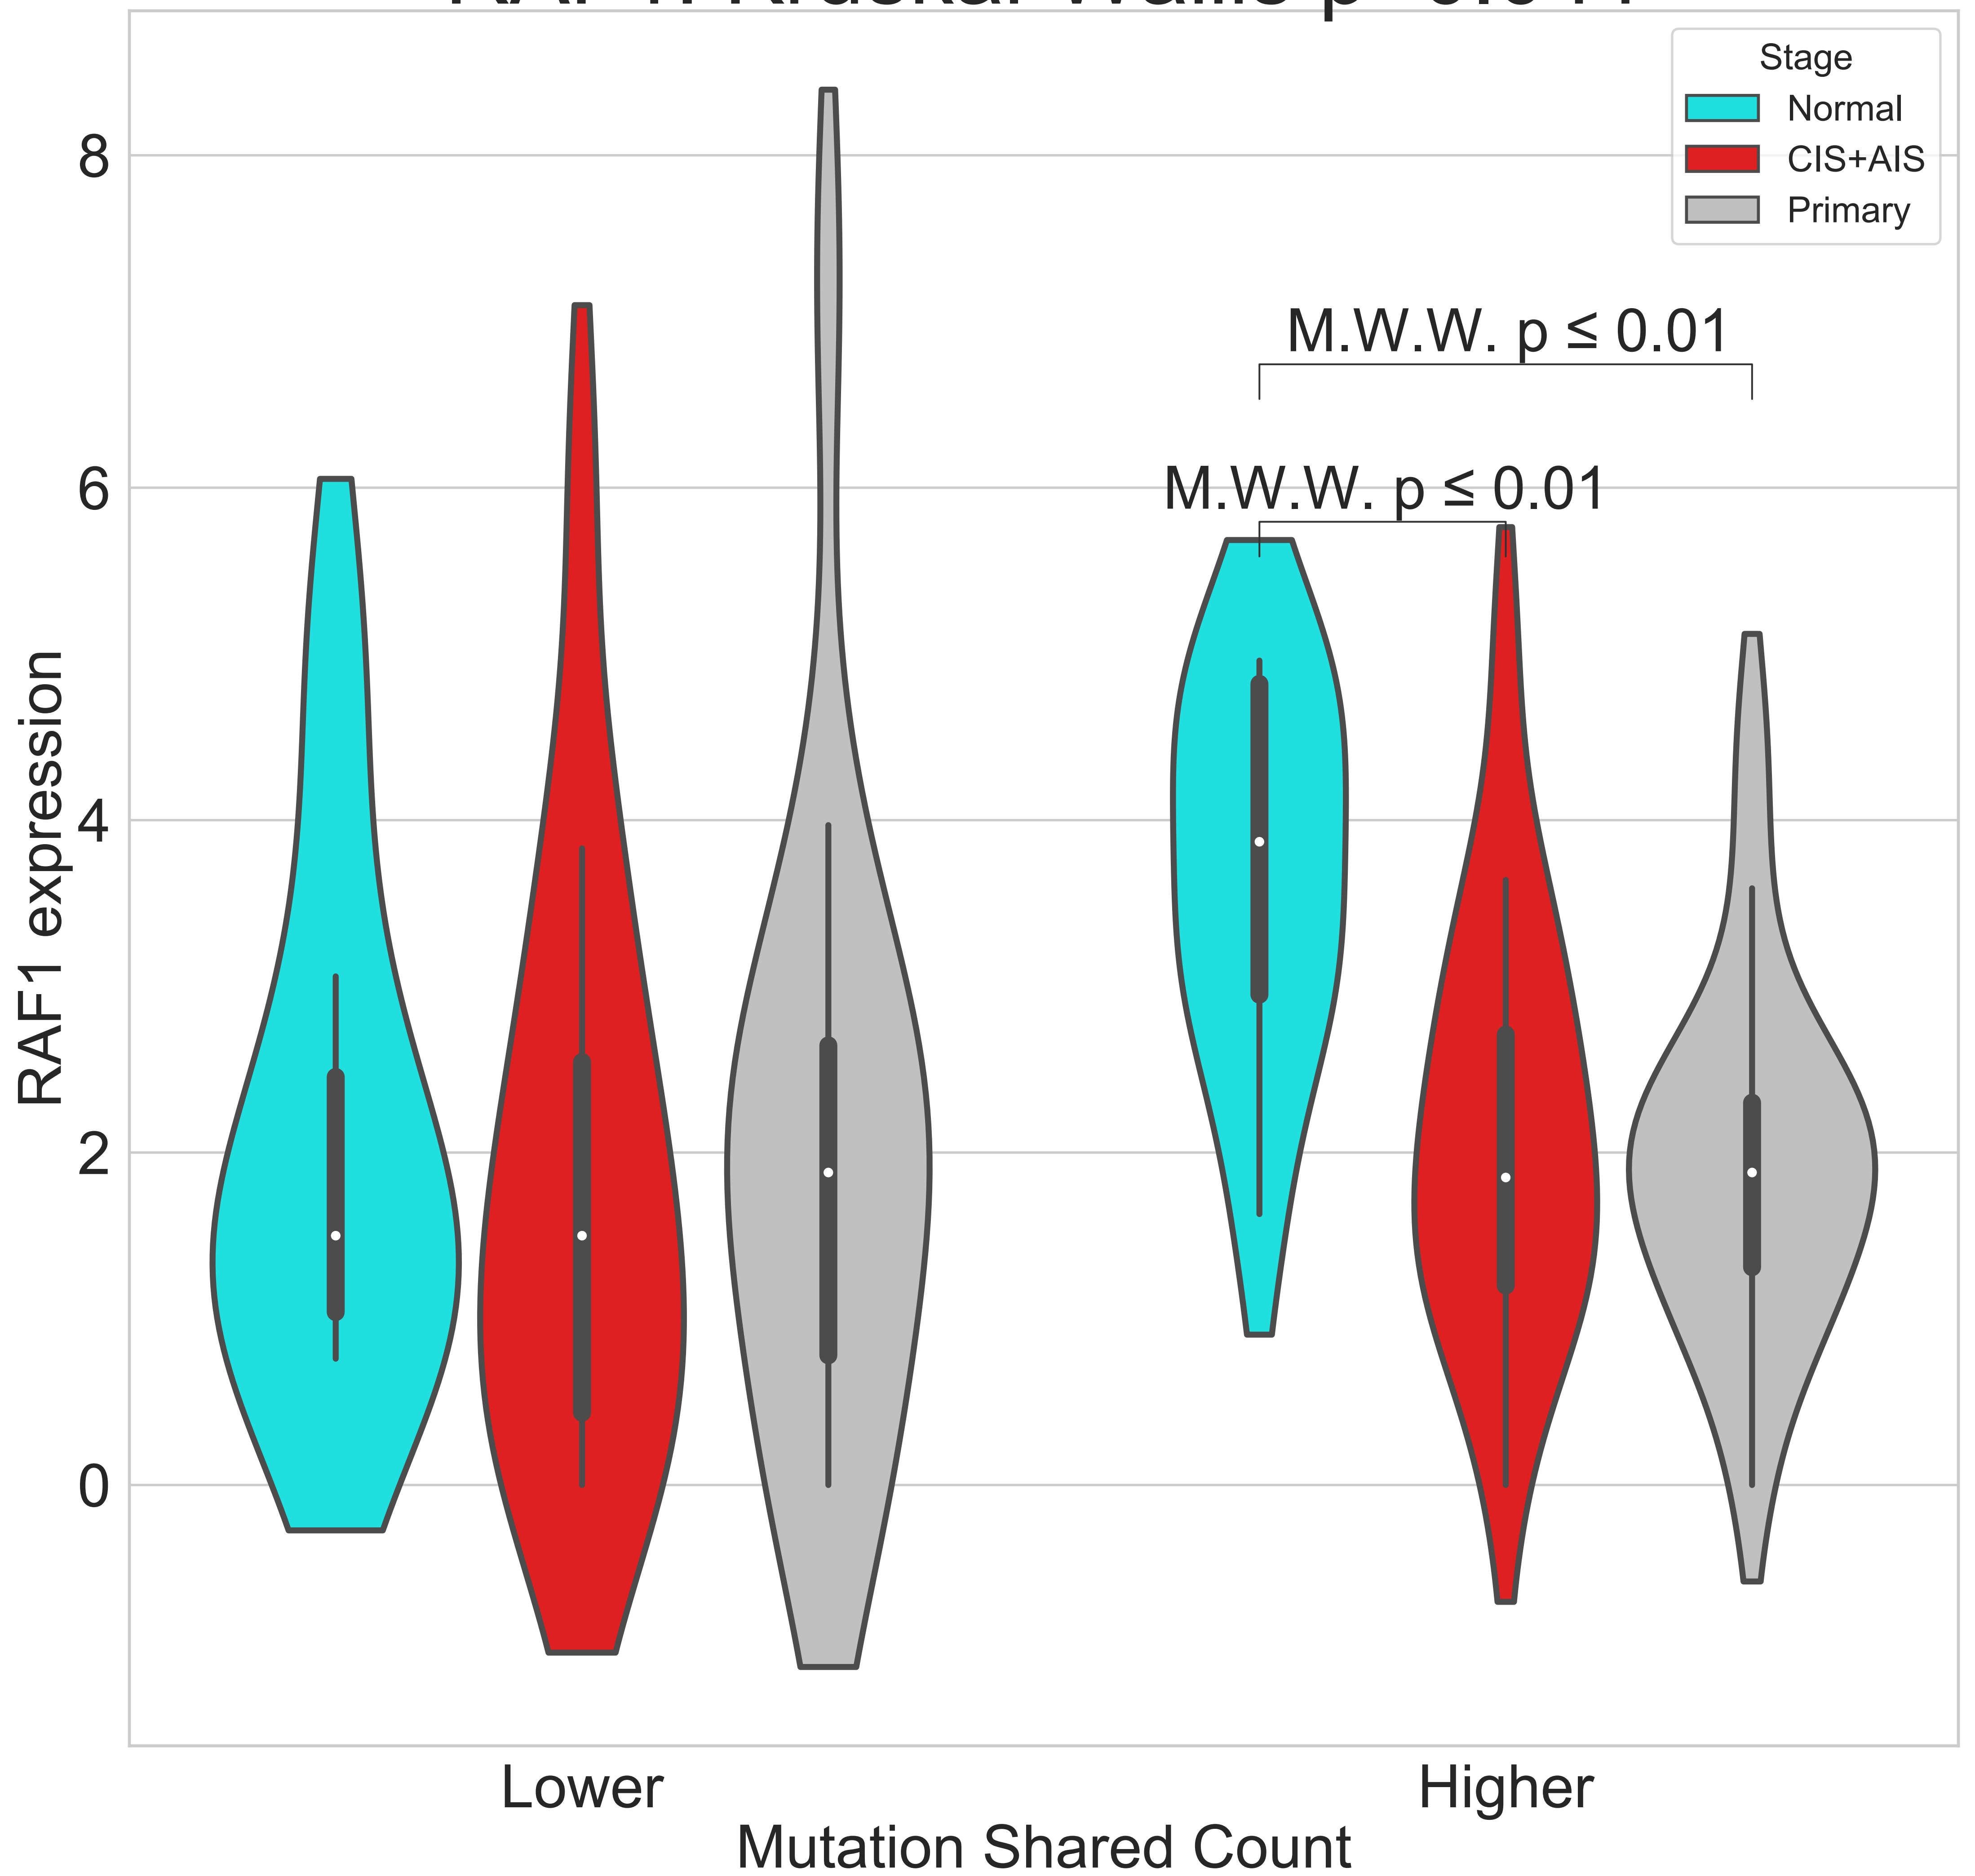 Stage
Normal
CIS+AIS
Primary
M.W.W. p ≤ 0.01
M.W.W. p ≤ 0.01
8
6
4
2
0
RAF1 expression
Lower
Higher
Mutation Shared Count